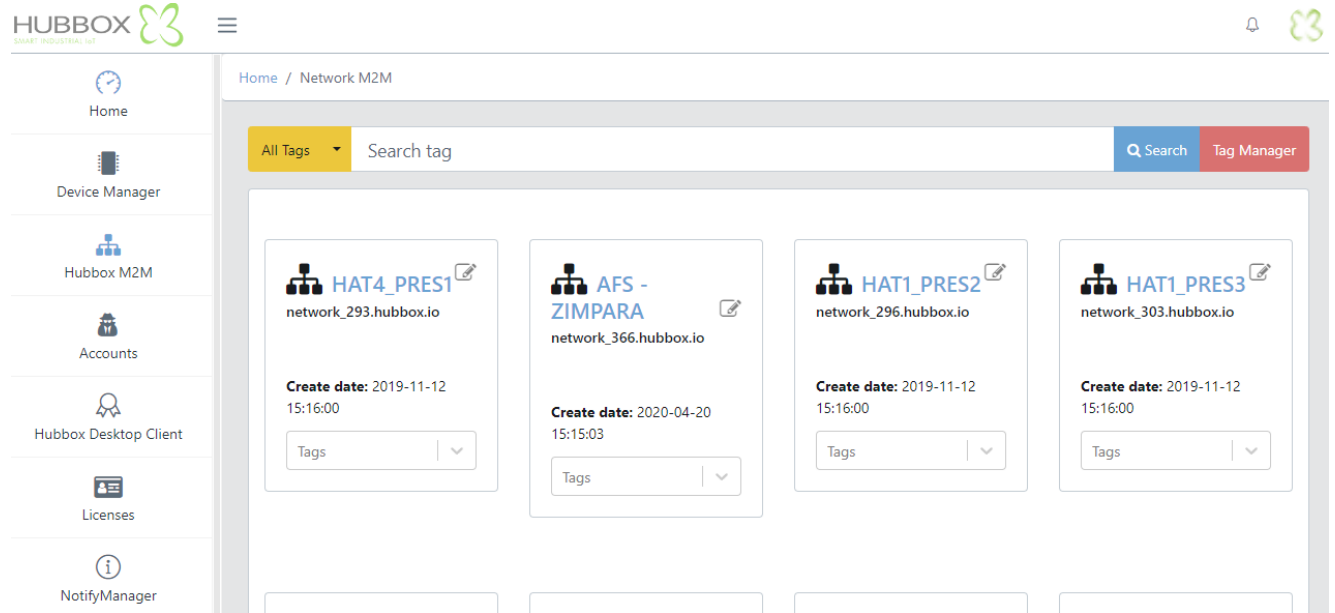 HUBBOX
SMART INDUSTRIAL IoT
Home
Device Manager
Hubbox M2M
Accounts
Hubbox Desktop Client
Licenses
NotifyManager
Home / Network M2M
All Tags Search tag Search Tag Manager
HAT4_PRES1
network_293.hubbox.io
Create date: 2019-11-12
15:16:00
Tags
AFS -
ZIMPARA
network_366.hubbox.io
Create date: 2020-04-20
15:15:03
Tags
HAT1_PRES2
network_296.hubbox.io
Create date: 2019-11-12
15:16:00
Tags
HAT1_PRES3
network_303.hubbox.io
Create date: 2019-11-12
15:16:00
Tags